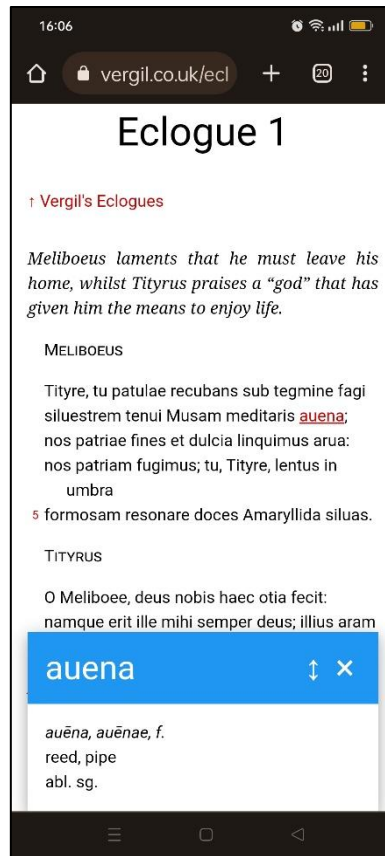 16:06
vergil.co.uk/ecl
20
Eclogue 1
↑ Vergil's Eclogues
Meliboeus laments that he must leave his
home, whilst Tityrus praises a “god” that has
given him the means to enjoy life.
MELIBOEUS
Tityre, tu patulae recubans sub tegmine fagi
siluestrem tenui Musam meditaris auena;
nos patriae fines et dulcia linquimus arua:
nos patriam fugimus; tu, Tityre, lentus in
umbra
5 formosam resonare doces Amaryllida siluas.
TITYRUS
O Meliboee, deus nobis haec otia fecit:
namque erit ille mihi semper deus; illius aram
auena
auēna, auēnae, f.
reed, pipe
abl. sg.